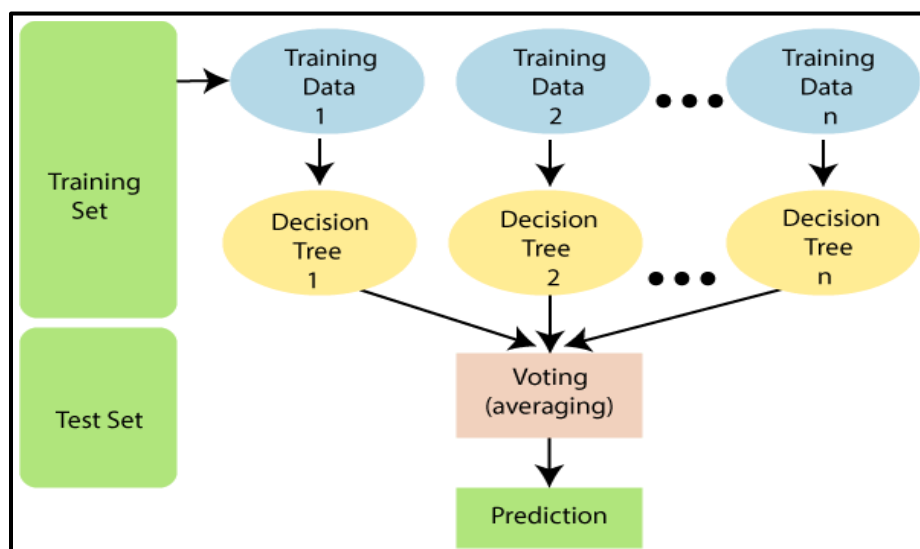 Training
Set
Test Set
Training
Data
1
Training
Data
2
Training
Data
n
Decision
Tree
1
Decision
Tree
2
Decision
Tree
n
Voting
(averaging)
Prediction